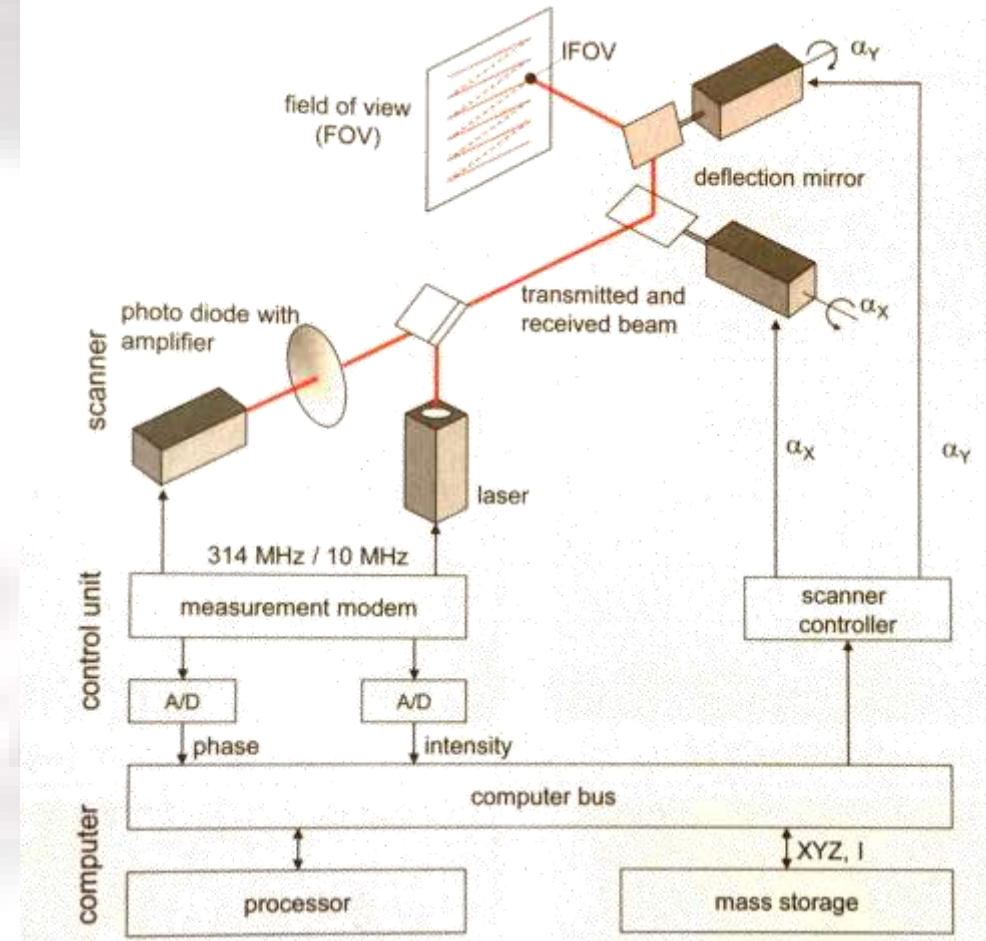 IFOV
αY
field of view
(FOV)
deflection mirror
photo diode with
amplifier
transmitted and
received beam
αX
scanner
αX
αY
laser
314 MHz / 10 MHz
control unit
measurement modem
scanner
controller
A/D
A/D
phase
intensity
computer
computer bus
XYZ, I
processor
mass storage